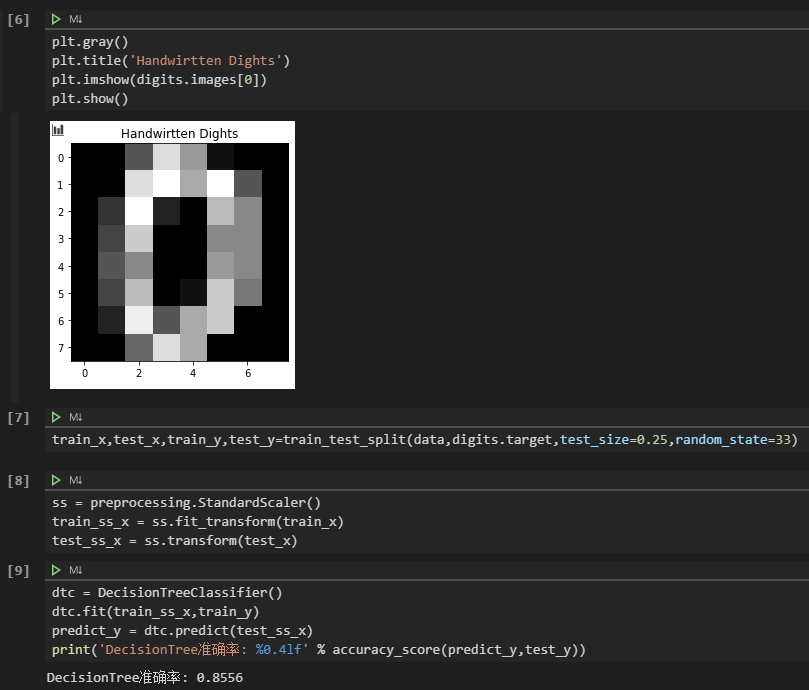 [6]
M↓
plt.gray()
plt.title('Handwirtten Dights')
plt.imshow(digits.images[0])
plt.show()
Handwirtten Dights
0
1
2
3
4
5
6
7
0 2 4 6
[7]
M↓
train_x,test_x,train_y,test_y=train_test_split(data,digits.target,test_size=0.25,random_state=33)
[8]
M↓
ss = preprocessing.StandardScaler()
train_ss_x = ss.fit_transform(train_x)
test_ss_x = ss.transform(test_x)
[9]
M↓
dtc = DecisionTreeClassifier()
dtc.fit(train_ss_x,train_y)
predict_y = dtc.predict(test_ss_x)
print('DecisionTree准确率: %0.4lf' % accuracy_score(predict_y,test_y))
DecisionTree准确率: 0.8556